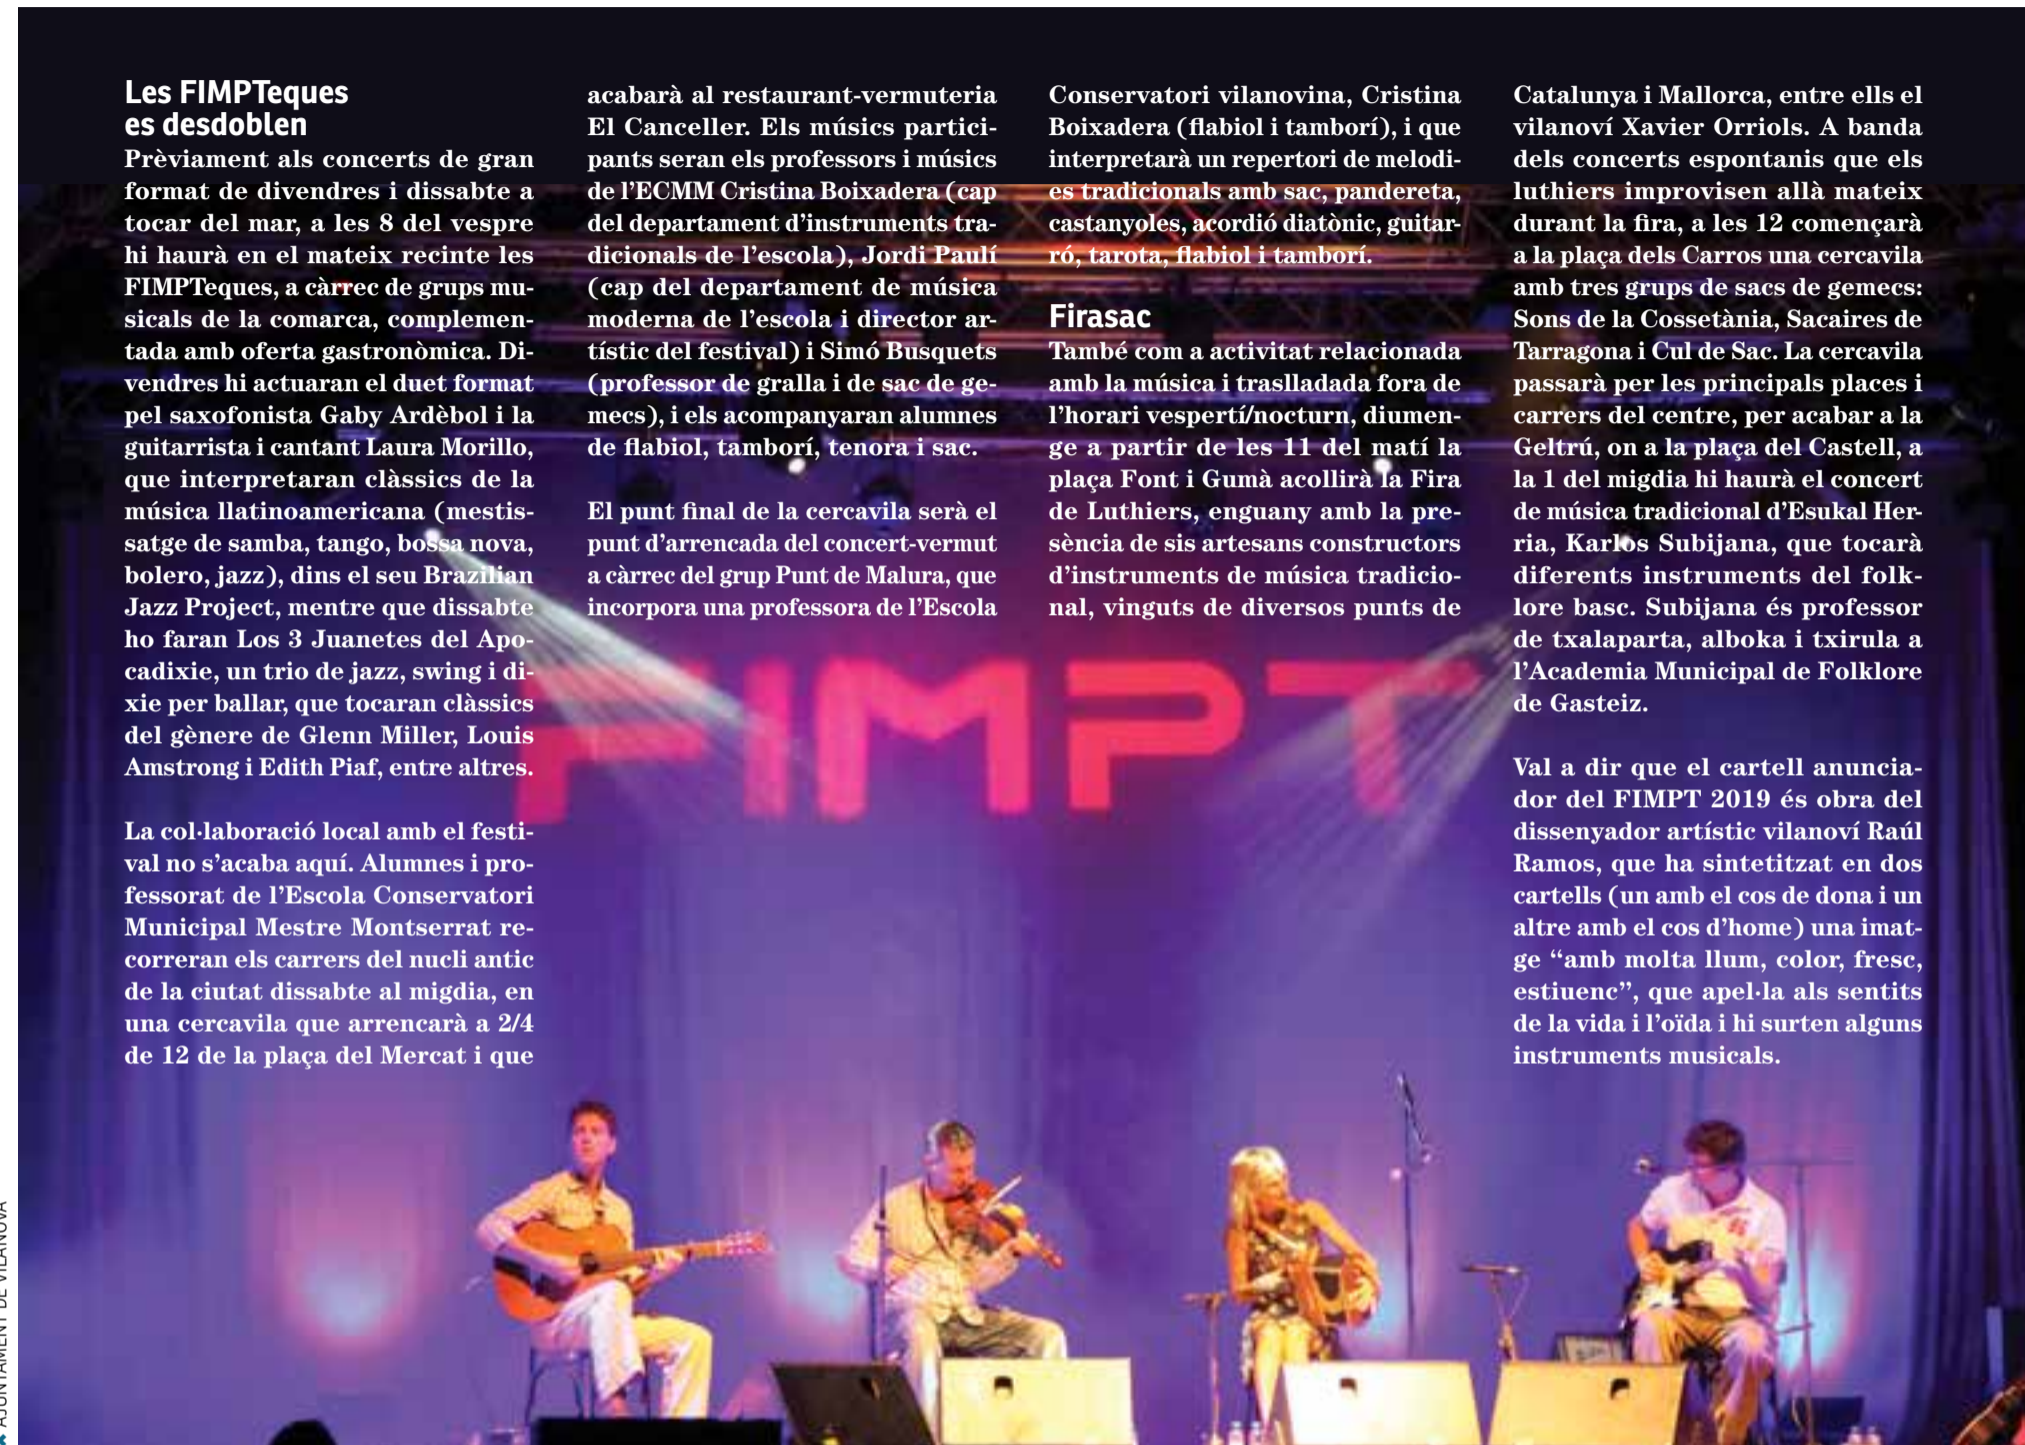 Les FIMPTeques
es desdoblen
Prèviament als concerts de gran
format de divendres i dissabte a
tocar del mar, a les 8 del vespre
hi haurà en el mateix recinte les
FIMPTeques, a càrrec de grups mu-
sicals de la comarca, complemen-
tada amb oferta gastronòmica. Di-
vendres hi actuaran el duet format
pel saxofonista Gaby Ardèbol i la
guitarrista i cantant Laura Morillo,
que interpretaran clàssics de la
música llatinoamericana (mestis-
satge de samba, tango, bossa nova,
bolero, jazz), dins el seu Brazilian
Jazz Project, mentre que dissabte
ho faran Los 3 Juanetes del Apo-
cadixie, un trio de jazz, swing i di-
xie per ballar, que tocaran clàssics
del gènere de Glenn Miller, Louis
Amstrong i Edith Piaf, entre altres.
La col·laboració local amb el festi-
val no s’acaba aquí. Alumnes i pro-
fessorat de l’Escola Conservatori
Municipal Mestre Montserrat re-
correran els carrers del nucli antic
de la ciutat dissabte al migdia, en
una cercavila que arrencarà a 2/4
de 12 de la plaça del Mercat i que
acabarà al restaurant-vermuteria
El Canceller. Els músics partici-
pants seran els professors i músics
de l’ECMM Cristina Boixadera (cap
del departament d’instruments tra-
dicionals de l’escola), Jordi Paulí
(cap del departament de música
moderna de l’escola i director ar-
tístic del festival) i Simó Busquets
(professor de gralla i de sac de ge-
mecs), i els acompanyaran alumnes
de flabiol, tamborí, tenora i sac.
El punt final de la cercavila serà el
punt d’arrencada del concert-vermut
a càrrec del grup Punt de Malura, que
incorpora una professora de l’Escola
Conservatori vilanovina, Cristina
Boixadera (flabiol i tamborí), i que
interpretarà un repertori de melodi-
es tradicionals amb sac, pandereta,
castanyoles, acordió diatònic, guitar-
ró, tarota, flabiol i tamborí.
Firasac
També com a activitat relacionada
amb la música i traslladada fora de
l’horari vespertí/nocturn, diumen-
ge a partir de les 11 del matí la
plaça Font i Gumà acollirà la Fira
de Luthiers, enguany amb la pre-
sència de sis artesans constructors
d’instruments de música tradicio-
nal, vinguts de diversos punts de
Catalunya i Mallorca, entre ells el
vilanoví Xavier Orriols. A banda
dels concerts espontanis que els
luthiers improvisen allà mateix
durant la fira, a les 12 començarà
a la plaça dels Carros una cercavila
amb tres grups de sacs de gemecs:
Sons de la Cossetània, Sacaires de
Tarragona i Cul de Sac. La cercavila
passarà per les principals places i
carrers del centre, per acabar a la
Geltrú, on a la plaça del Castell, a
la 1 del migdia hi haurà el concert
de música tradicional d’Esukal Her-
ria, Karlos Subijana, que tocarà
diferents instruments del folk-
lore basc. Subijana és professor
de txalaparta, alboka i txirula a
l’Academia Municipal de Folklore
de Gasteiz.
Val a dir que el cartell anuncia-
dor del FIMPT 2019 és obra del
dissenyador artístic vilanoví Raúl
Ramos, que ha sintetitzat en dos
cartells (un amb el cos de dona i un
altre amb el cos d’home) una imat-
ge “amb molta llum, color, fresc,
estiuenc”, que apel·la als sentits
de la vida i l’oïda i hi surten alguns
instruments musicals.
FIMPT
AJUNTAMENT DE VILANOVA